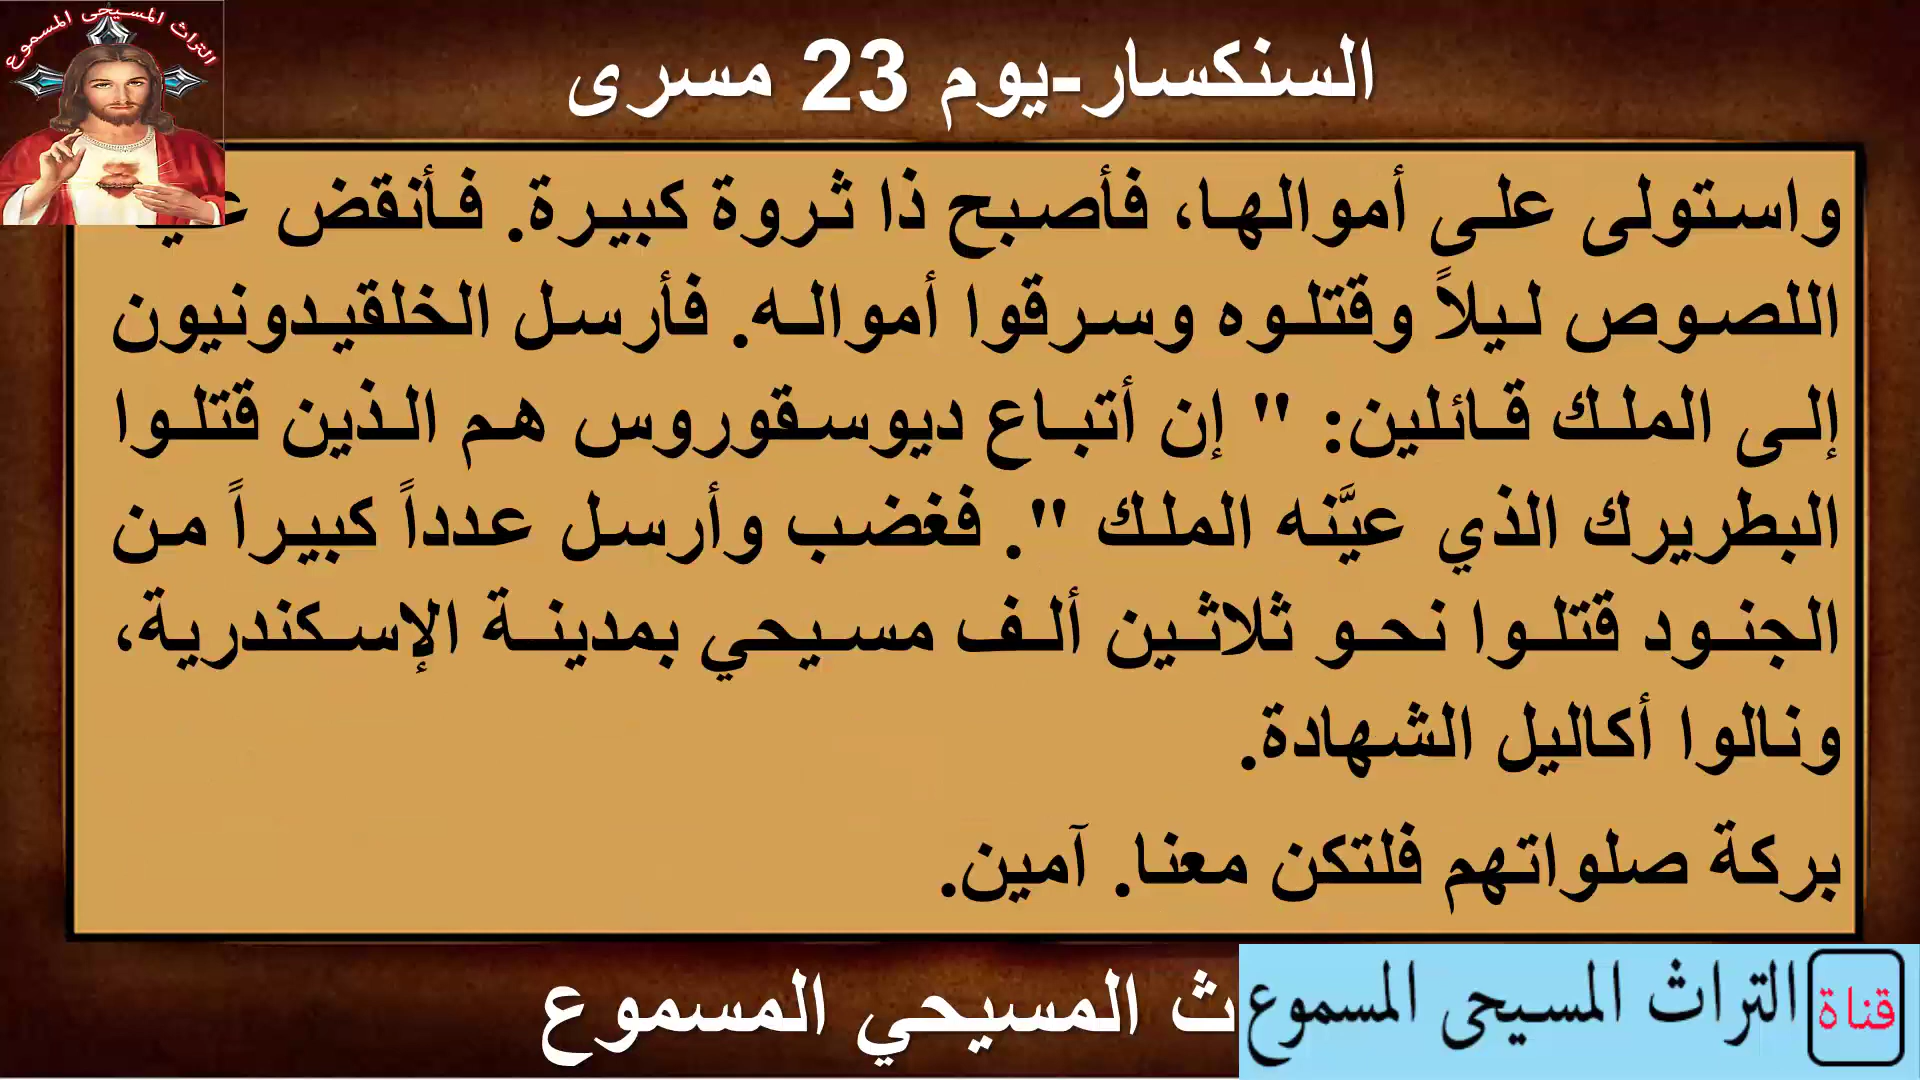 التراث المسيحى المسموع
السنكسار-يوم 23 مسرى
واستولى على أموالها، فأصبح ذا ثروة كبيرة. فأنقض
اللصوص ليلاً وقتلوه وسرقوا أمواله. فأرسل الخلقيدونيون
إلى الملك قائلين: " إن أتباع ديوسقوروس هم الذين قتلوا
البطريرك الذي عيَّنه الملك ". فغضب وأرسل عدداً كبيراً من
الجنود قتلوا نحو ثلاثين ألف مسيحي بمدينة الإسكندرية،
ونالوا أكاليل الشهادة.
بركة صلواتهم فلتكن معنا. آمين.
المسيحي المسموع
قناة التراث المسيحى المسموع